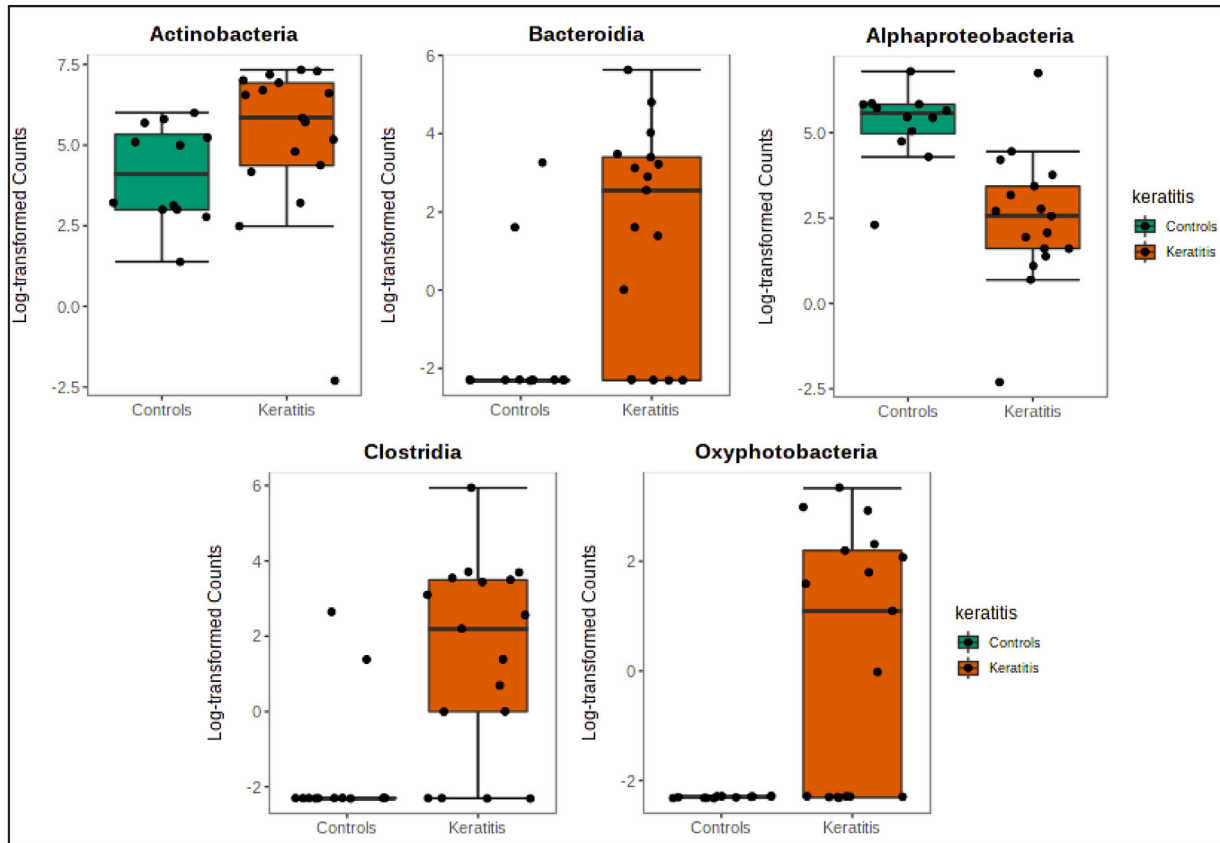 Actinobacteria
Log-transformed Counts
7.5
5.0
2.5
0.0
-2.5
Controls Keratitis
Bacteroidia
Log-transformed Counts
6
4
2
0
-2
Controls Keratitis
Alphaproteobacteria
Log-transformed Counts
5.0
2.5
0.0
-2.5
Controls Keratitis
keratitis
Controls
Keratitis
Clostridia
Log-transformed Counts
6
4
2
0
-2
Controls Keratitis
Oxyphotobacteria
Log-transformed Counts
2
0
-2
Controls Keratitis
keratitis
Controls
Keratitis